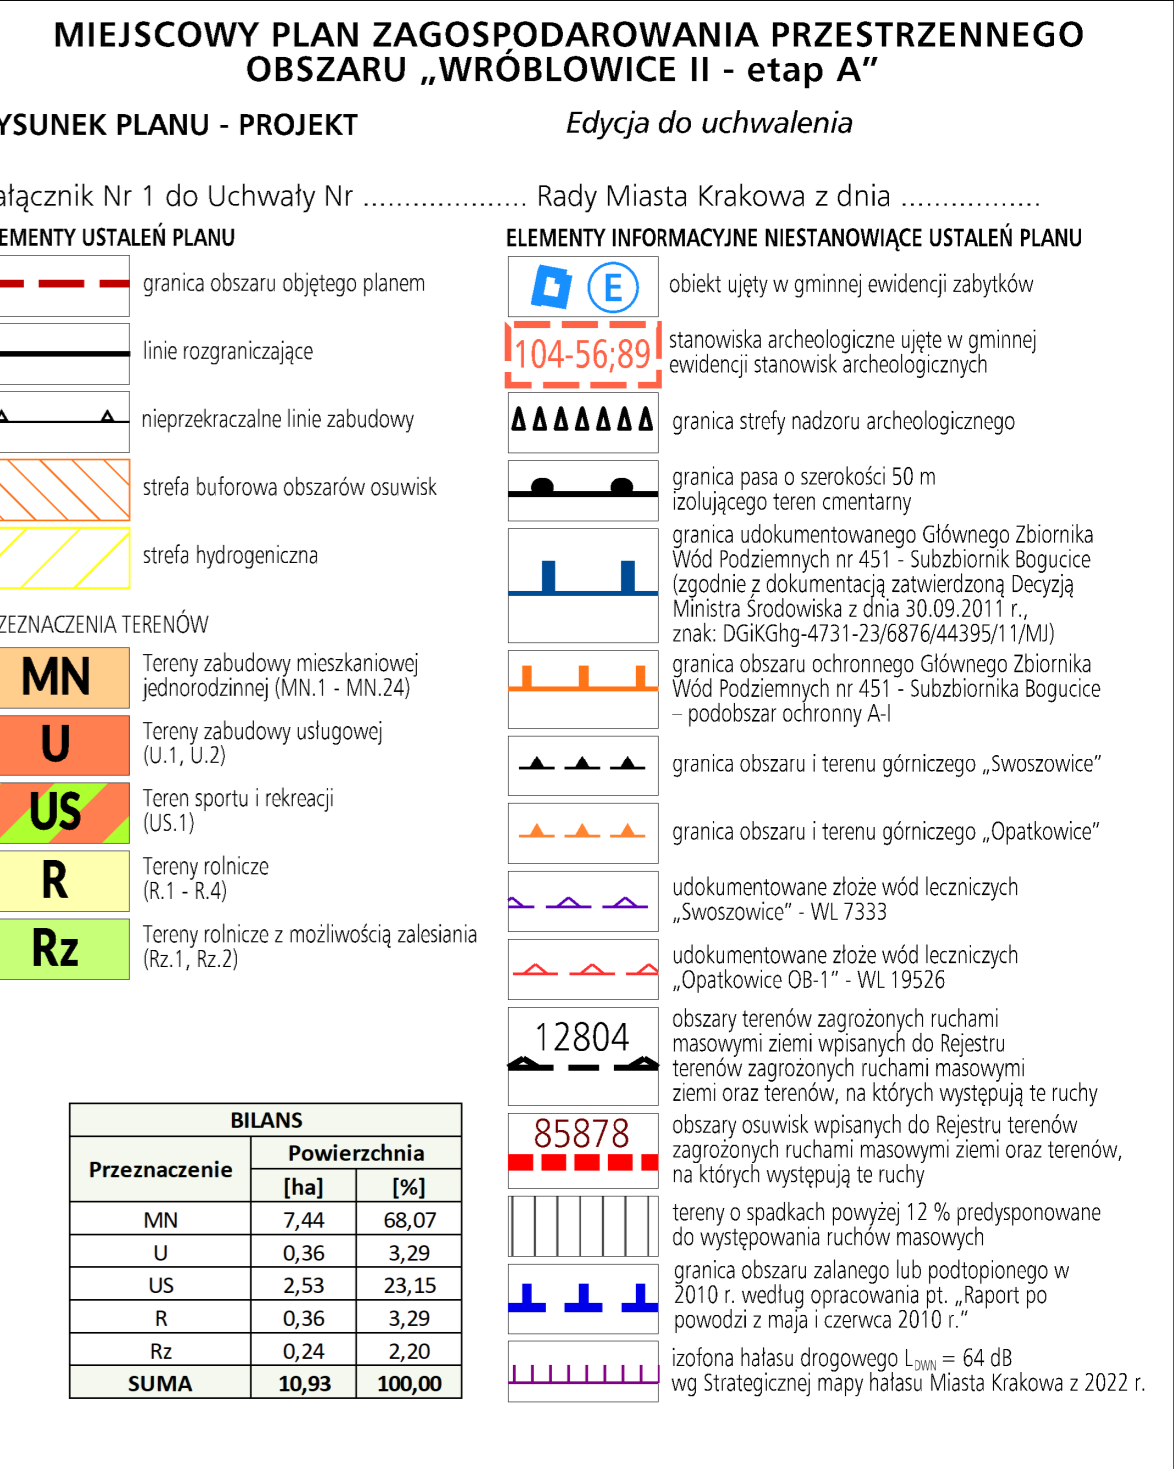 MIEJSCOWY PLAN ZAGOSPODAROWANIA PRZESTRZENNEGO
OBSZARU „WRÓBLOWICE II - etap A”
YSUNEK PLANU - PROJEKT
Edycja do uchwalenia
ałącznik Nr 1 do Uchwały Nr .................... Rady Miasta Krakowa z dnia .................
EMENTY USTALEŃ PLANU
granica obszaru objętego planem
linie rozgraniczające
nieprzekraczalne linie zabudowy
strefa buforowa obszarów osuwisk
strefa hydrogeniczna
ZEZNACZENIA TERENÓW
MN
Tereny zabudowy mieszkaniowej
jednorodzinnej (MN.1 - MN.24)
U
Tereny zabudowy usługowej
(U.1, U.2)
US
Teren sportu i rekreacji
(US.1)
R
Tereny rolnicze
(R.1 - R.4)
Rz
Tereny rolnicze z możliwością zalesiania
(Rz.1, Rz.2)
BILANS
Przeznaczenie
Powierzchnia
[ha] [%]
MN 7,44 68,07
U 0,36 3,29
US 2,53 23,15
R 0,36 3,29
Rz 0,24 2,20
SUMA 10,93 100,00
ELEMENTY INFORMACYJNE NIESTANOWIĄCE USTALEŃ PLANU
E
obiekt ujęty w gminnej ewidencji zabytków
104-56;89
stanowiska archeologiczne ujęte w gminnej
ewidencji stanowisk archeologicznych
granica strefy nadzoru archeologicznego
granica pasa o szerokości 50 m
izolującego teren cmentarny
granica udokumentowanego Głównego Zbiornika
Wód Podziemnych nr 451 - Subzbiornik Bogucice
(zgodnie z dokumentacją zatwierdzoną Decyzją
Ministra Środowiska z dnia 30.09.2011 r.,
znak: DGiKGhg-4731-23/6876/44395/11/MJ)
granica obszaru ochronnego Głównego Zbiornika
Wód Podziemnych nr 451 - Subzbiornika Bogucice
– podobszar ochronny A-I
granica obszaru i terenu górniczego „Swoszowice”
granica obszaru i terenu górniczego „Opatkowice”
udokumentowane złoże wód leczniczych
„Swoszowice” - WL 7333
udokumentowane złoże wód leczniczych
„Opatkowice OB-1” - WL 19526
12804
obszary terenów zagrożonych ruchami
masowymi ziemi wpisanych do Rejestru
terenów zagrożonych ruchami masowymi
ziemi oraz terenów, na których występują te ruchy
85878
obszary osuwisk wpisanych do Rejestru terenów
zagrożonych ruchami masowymi ziemi oraz terenów,
na których występują te ruchy
tereny o spadkach powyżej 12 % predysponowane
do występowania ruchów masowych
granica obszaru zalanego lub podtopionego w
2010 r. według opracowania pt. „Raport po
powodzi z maja i czerwca 2010 r.”
izofona hałasu drogowego LDWN = 64 dB
wg Strategicznej mapy hałasu Miasta Krakowa z 2022 r.